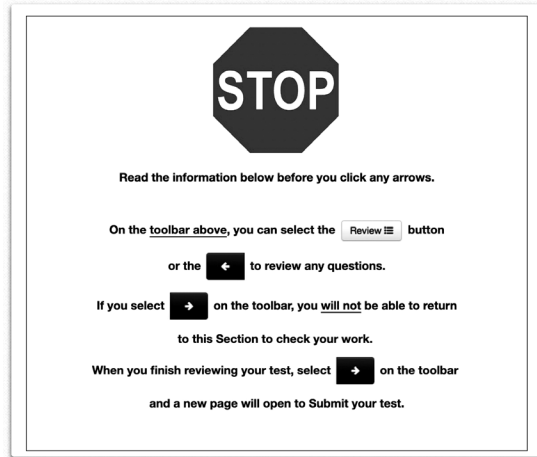 STOP
Read the information below before you click any arrows.
On the toolbar above, you can select the Review button
or the ← to review any questions.
If you select → on the toolbar, you will not be able to return
to this Section to check your work.
When you finish reviewing your test, select → on the toolbar
and a new page will open to Submit your test.